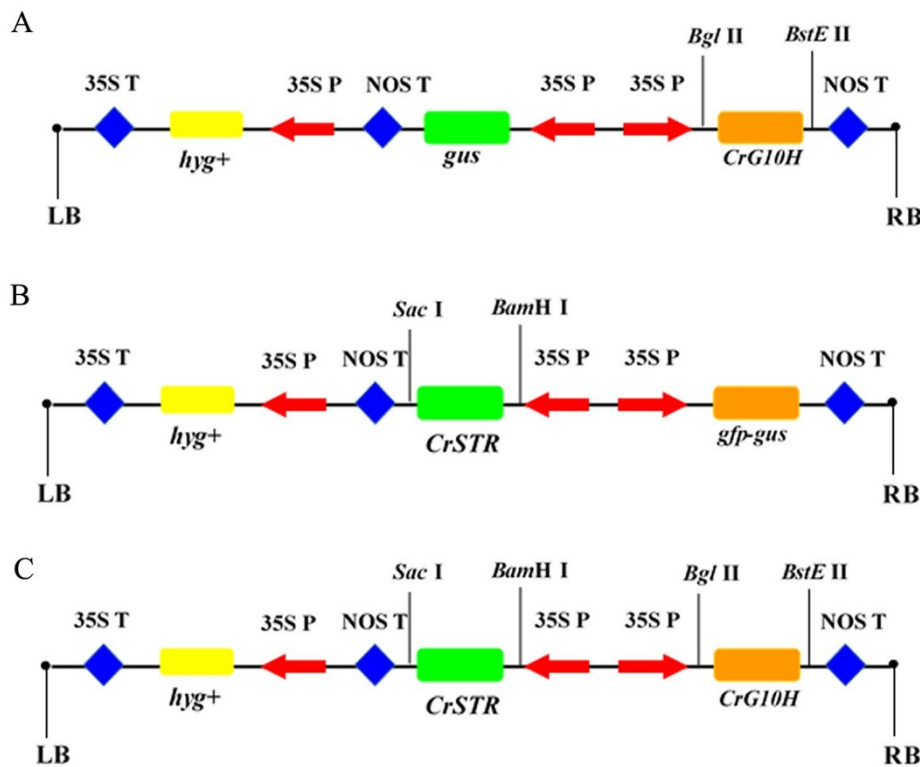 A
Bgl II BstE II
35S T 35S P NOS T 35S P 35S P NOS T
hyg+ gus CrG10H
LB RB
B
Sac I BamH I
35S T 35S P NOS T 35S P 35S P NOS T
hyg+ CrSTR gfp-gus
LB RB
C
Sac I BamH I Bgl II BstE II
35S T 35S P NOS T 35S P 35S P NOS T
hyg+ CrSTR CrG10H
LB RB